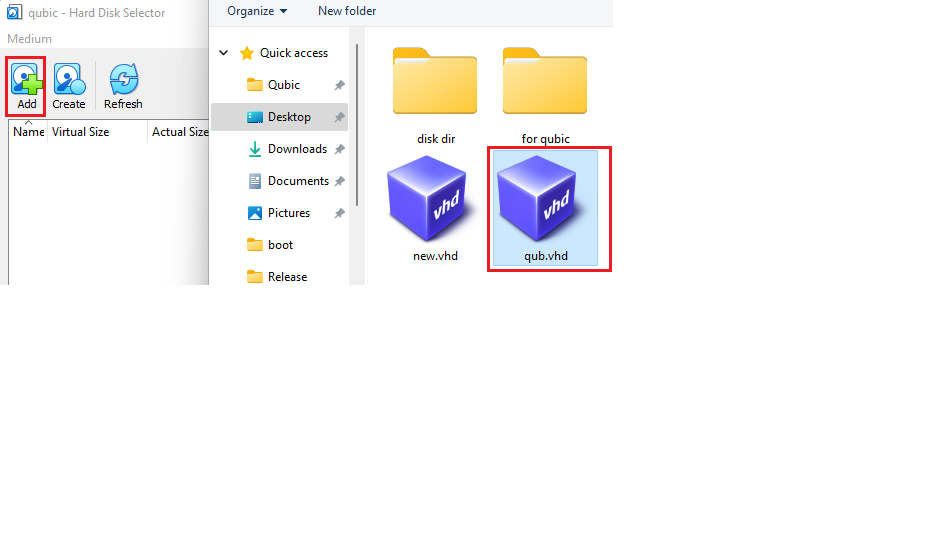 qubic - Hard Disk Selector
Medium
Add
Create
Refresh
Name
Virtual Size
Actual Size
Organize
New folder
Quick access
Qubic
Desktop
Downloads
Documents
Pictures
boot
Release
disk dir
for qubic
vhd
new.vhd
vhd
qub.vhd